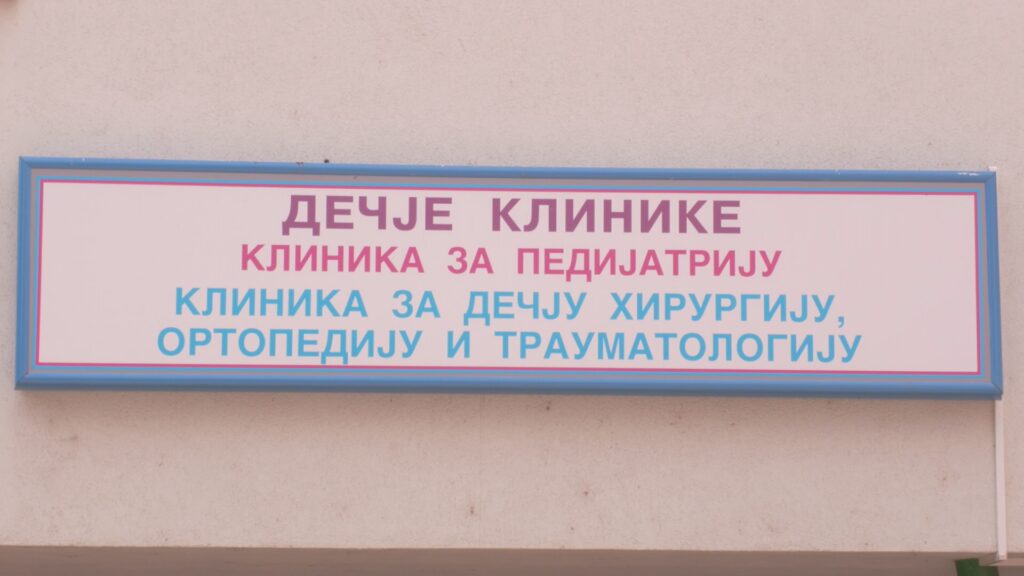 ДЕЧЈЕ КЛИНИКЕ
КЛИНИКА ЗА ПЕДИЈАТРИЈУ
КЛИНИКА ЗА ДЕЧЈУ ХИРУРГИЈУ,
ОРТОПЕДИЈУ И ТРАУМАТОЛОГИЈУ